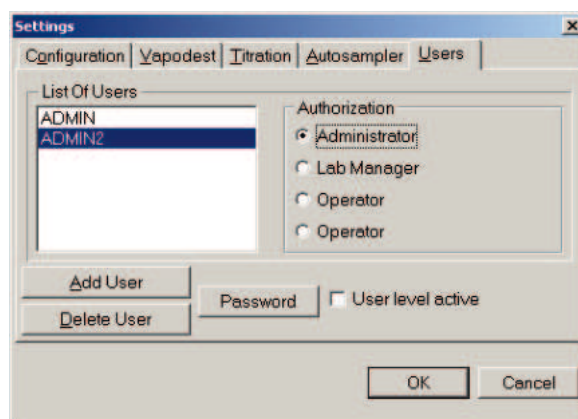 Settings
Configuration Vapodest Titration Autosampler Users
List Of Users
ADMIN
ADMIN2
Authorization
Administrator
Lab Manager
Operator
Operator
Add User
Delete User
Password
User level active
OK
Cancel